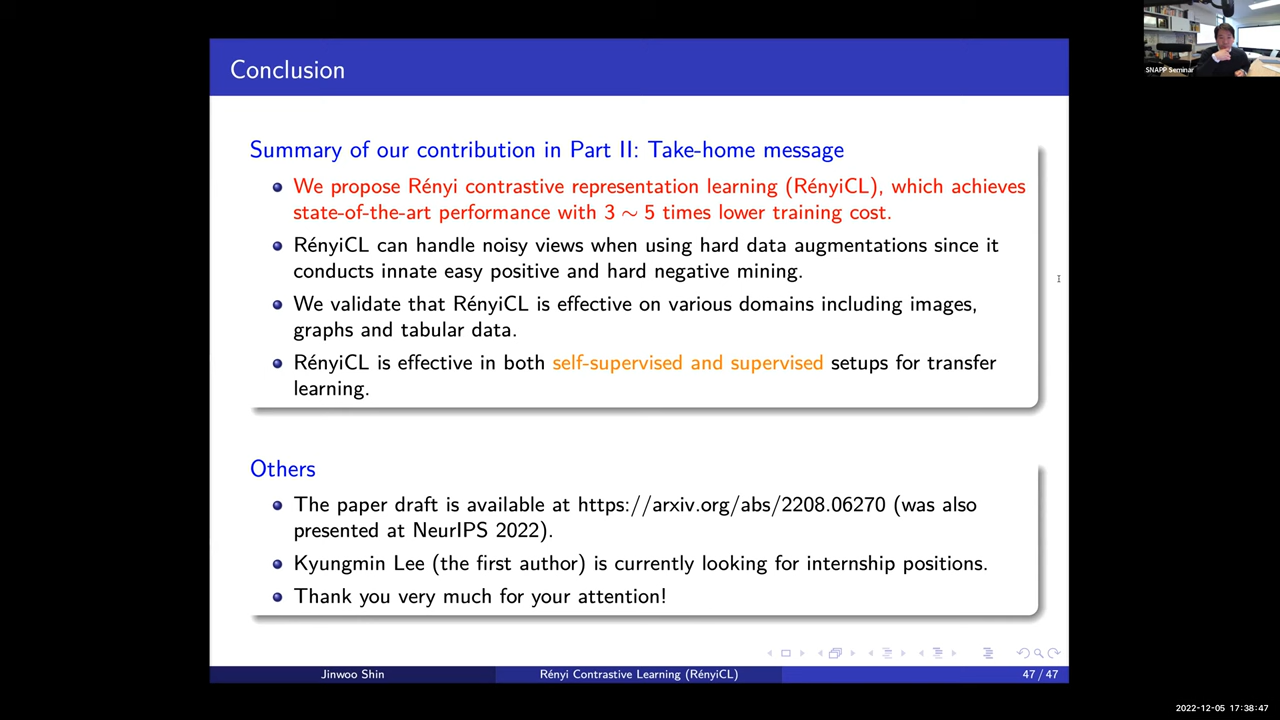 Conclusion
SNAPP Seminar
Summary of our contribution in Part II: Take-home message
We propose Rényi contrastive representation learning (RényiCL), which achieves
state-of-the-art performance with 3 ∼ 5 times lower training cost.
RényiCL can handle noisy views when using hard data augmentations since it
conducts innate easy positive and hard negative mining.
We validate that RényiCL is effective on various domains including images,
graphs and tabular data.
RényiCL is effective in both self-supervised and supervised setups for transfer
learning.
Others
The paper draft is available at https://arxiv.org/abs/2208.06270 (was also
presented at NeurIPS 2022).
Kyungmin Lee (the first author) is currently looking for internship positions.
Thank you very much for your attention!
Jinwoo Shin
Rényi Contrastive Learning (RényiCL)
47 / 47
2022-12-05 17:38:47